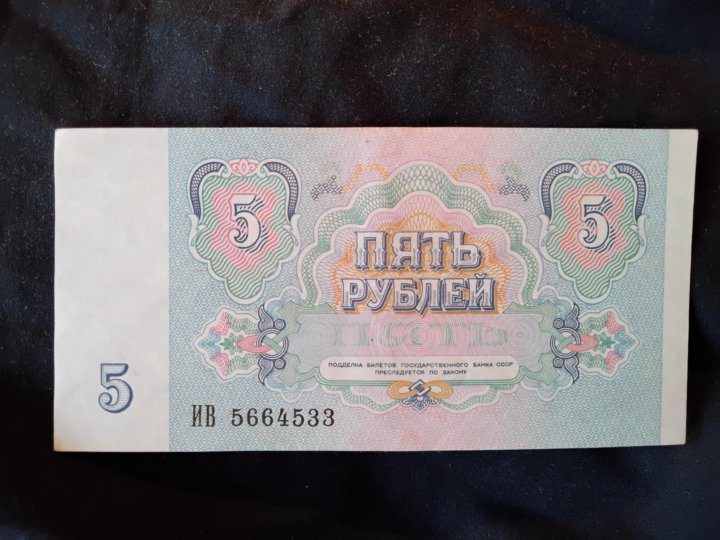 5
5
ПЯТЬ
РУБЛЕЙ
ПОДДЕЛКА БИЛЕТОВ ГОСУДАРСТВЕННОГО БАНКА СССР
ПРЕСЛЕДУЕТСЯ ПО ЗАКОНУ
5
ИВ 5664533